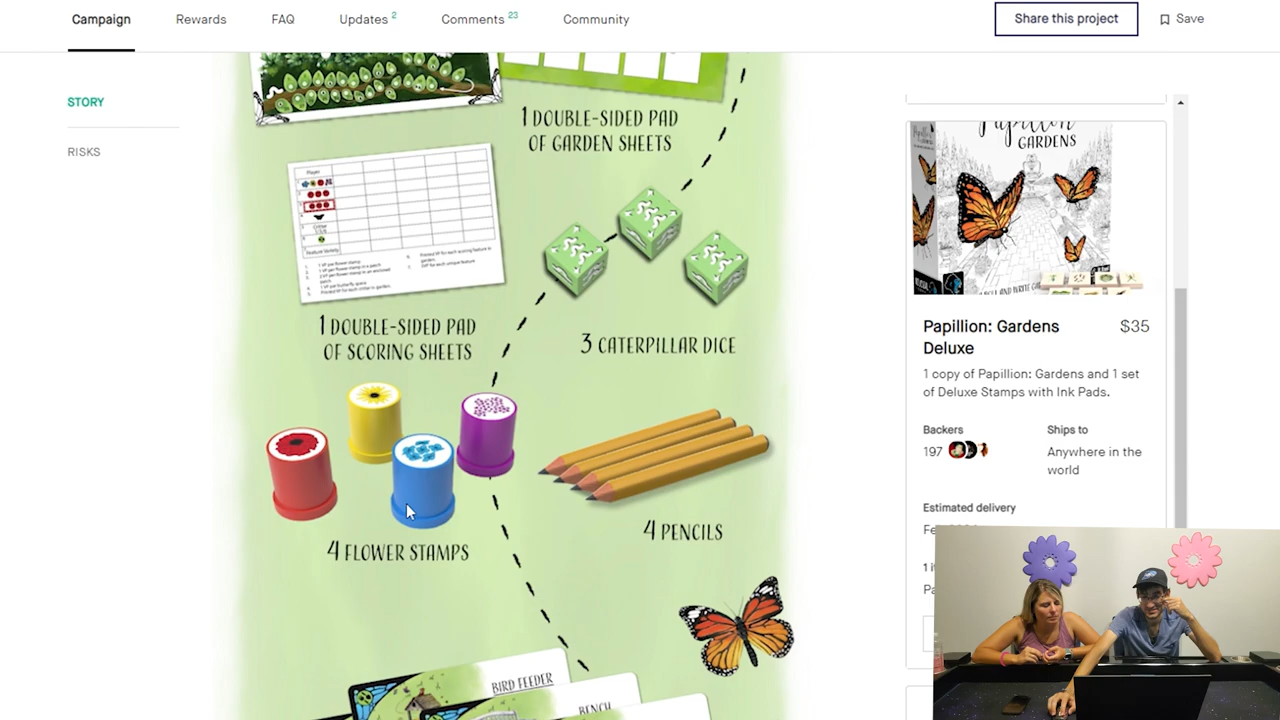 Campaign Rewards FAQ Updates 2 Comments 23 Community Share this project Save
STORY
RISKS
1 DOUBLE-SIDED PAD
OF GARDEN SHEETS
Player
1 DOUBLE-SIDED PAD
OF SCORING SHEETS
3 CATERPILLAR DICE
4 FLOWER STAMPS
4 PENCILS
BIRD FEEDER
BENCH
Papillon
GARDENS
Papillion: Gardens
Deluxe
$35
1 copy of Papillion: Gardens and 1 set
of Deluxe Stamps with Ink Pads.
Backers
197
Ships to
Anywhere in the
world
Estimated delivery